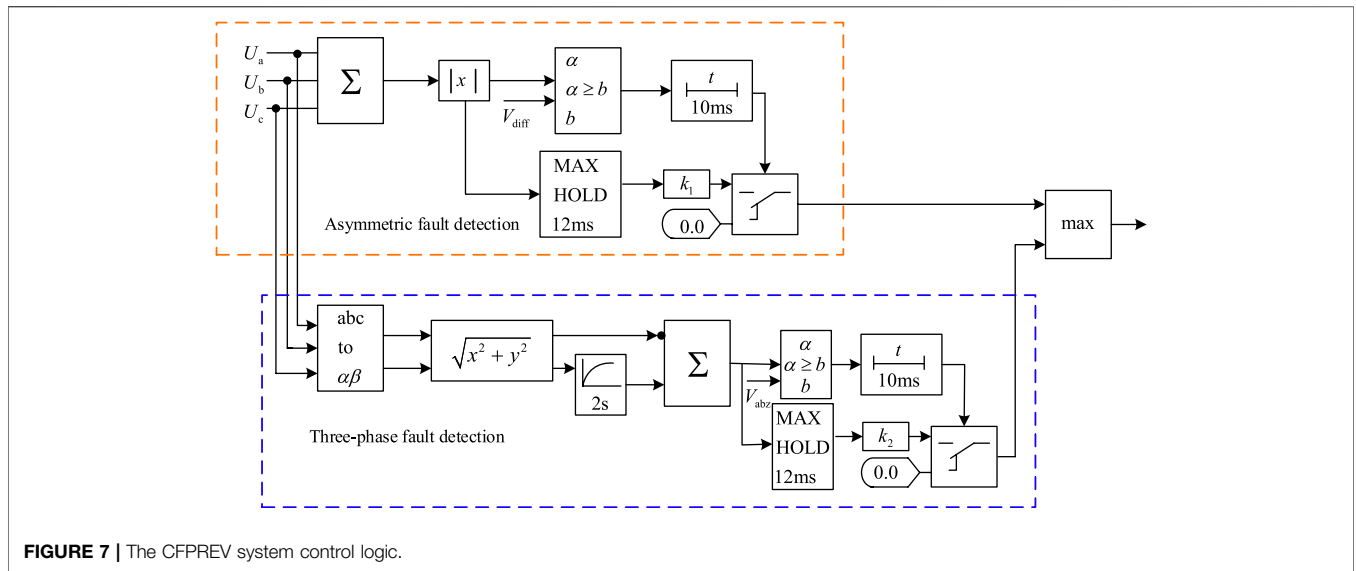 U_a
U_b
U_c
Σ
|x|
V_diff
α
α ≥ b
b
t
10ms
MAX
HOLD
12ms
k_1
0.0
Asymmetric fault detection
max
abc
to
αβ
√x² + y²
2s
Σ
V_abz
α
α ≥ b
b
t
10ms
MAX
HOLD
12ms
k_2
0.0
Three-phase fault detection
FIGURE 7 | The CFPREV system control logic.